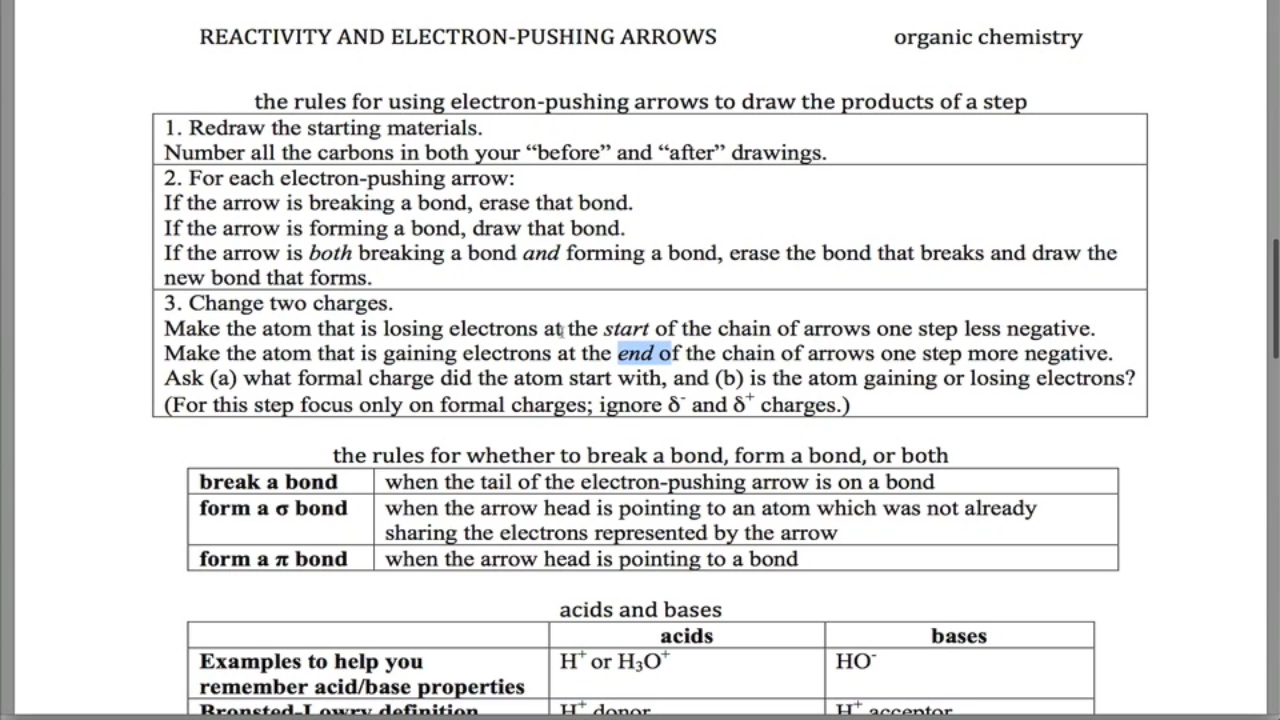 REACTIVITY AND ELECTRON-PUSHING ARROWS organic chemistry
the rules for using electron-pushing arrows to draw the products of a step
1. Redraw the starting materials.
Number all the carbons in both your “before” and “after” drawings.
2. For each electron-pushing arrow:
If the arrow is breaking a bond, erase that bond.
If the arrow is forming a bond, draw that bond.
If the arrow is both breaking a bond and forming a bond, erase the bond that breaks and draw the
new bond that forms.
3. Change two charges.
Make the atom that is losing electrons at the start of the chain of arrows one step less negative.
Make the atom that is gaining electrons at the end of the chain of arrows one step more negative.
Ask (a) what formal charge did the atom start with, and (b) is the atom gaining or losing electrons?
(For this step focus only on formal charges; ignore δ⁻ and δ⁺ charges.)
the rules for whether to break a bond, form a bond, or both
break a bond when the tail of the electron-pushing arrow is on a bond
form a σ bond when the arrow head is pointing to an atom which was not already
sharing the electrons represented by the arrow
form a π bond when the arrow head is pointing to a bond
acids and bases
acids bases
Examples to help you H⁺ or H₃O⁺ HO⁻
remember acid/base properties
Bronsted-Lowry definition H⁺ donor H⁺ acceptor